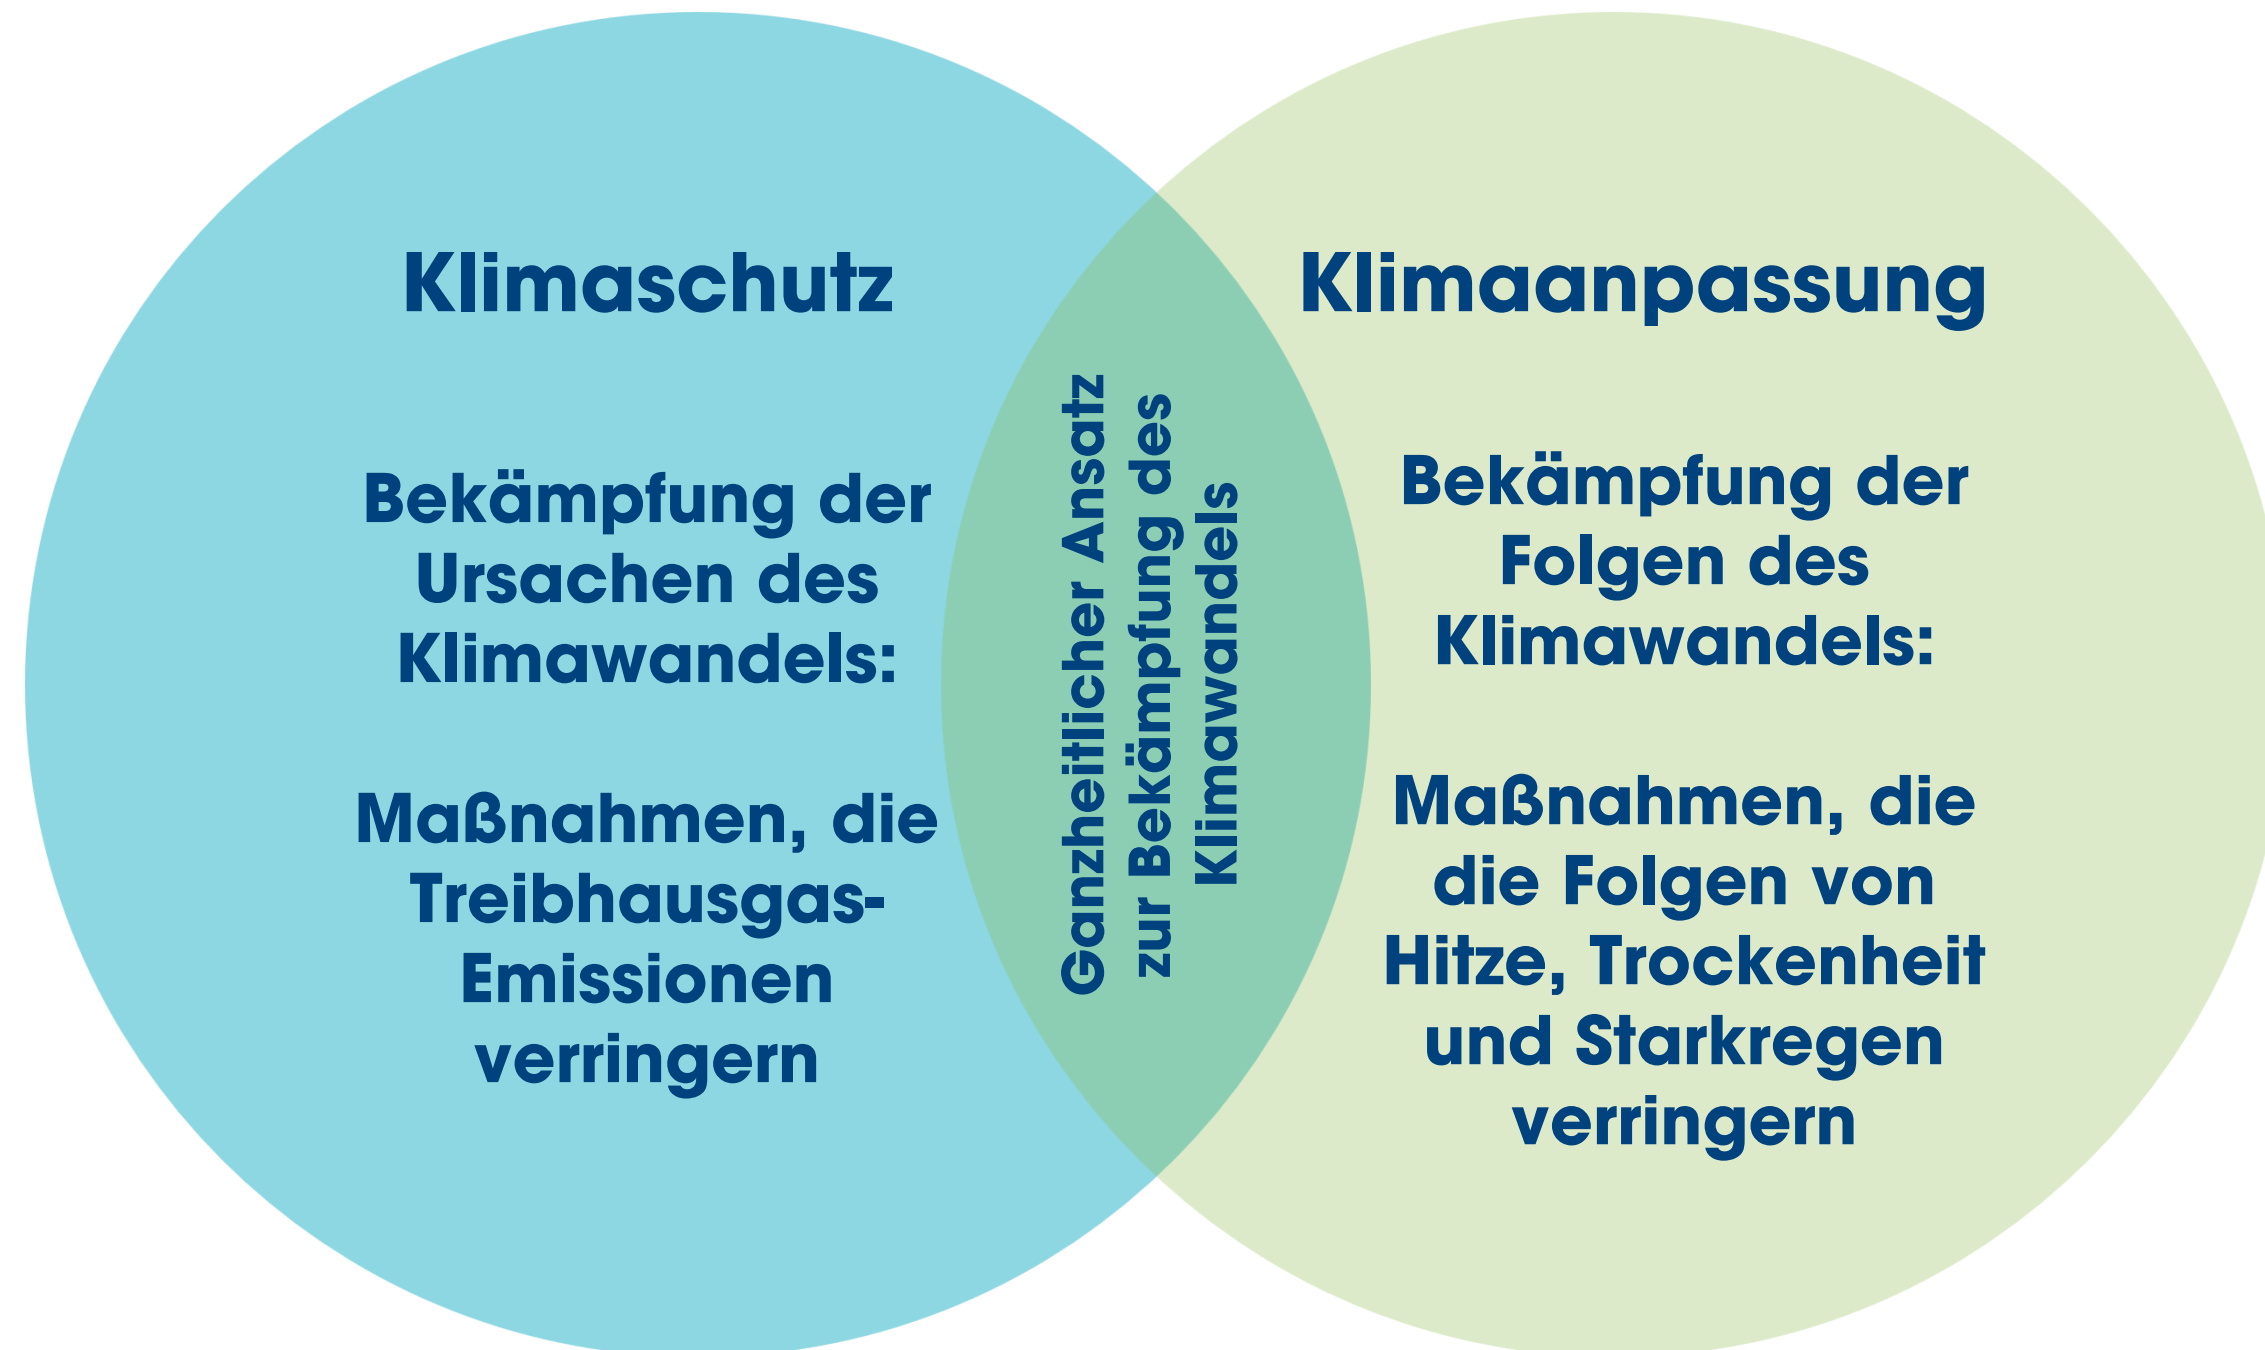 Klimaschutz
Bekämpfung der
Ursachen des
Klimawandels:
Maßnahmen, die
Treibhausgas-
Emissionen
verringern
Ganzheitlicher Ansatz
zur Bekämpfung des
Klimawandels
Klimaanpassung
Bekämpfung der
Folgen des
Klimawandels:
Maßnahmen, die
die Folgen von
Hitze, Trockenheit
und Starkregen
verringern